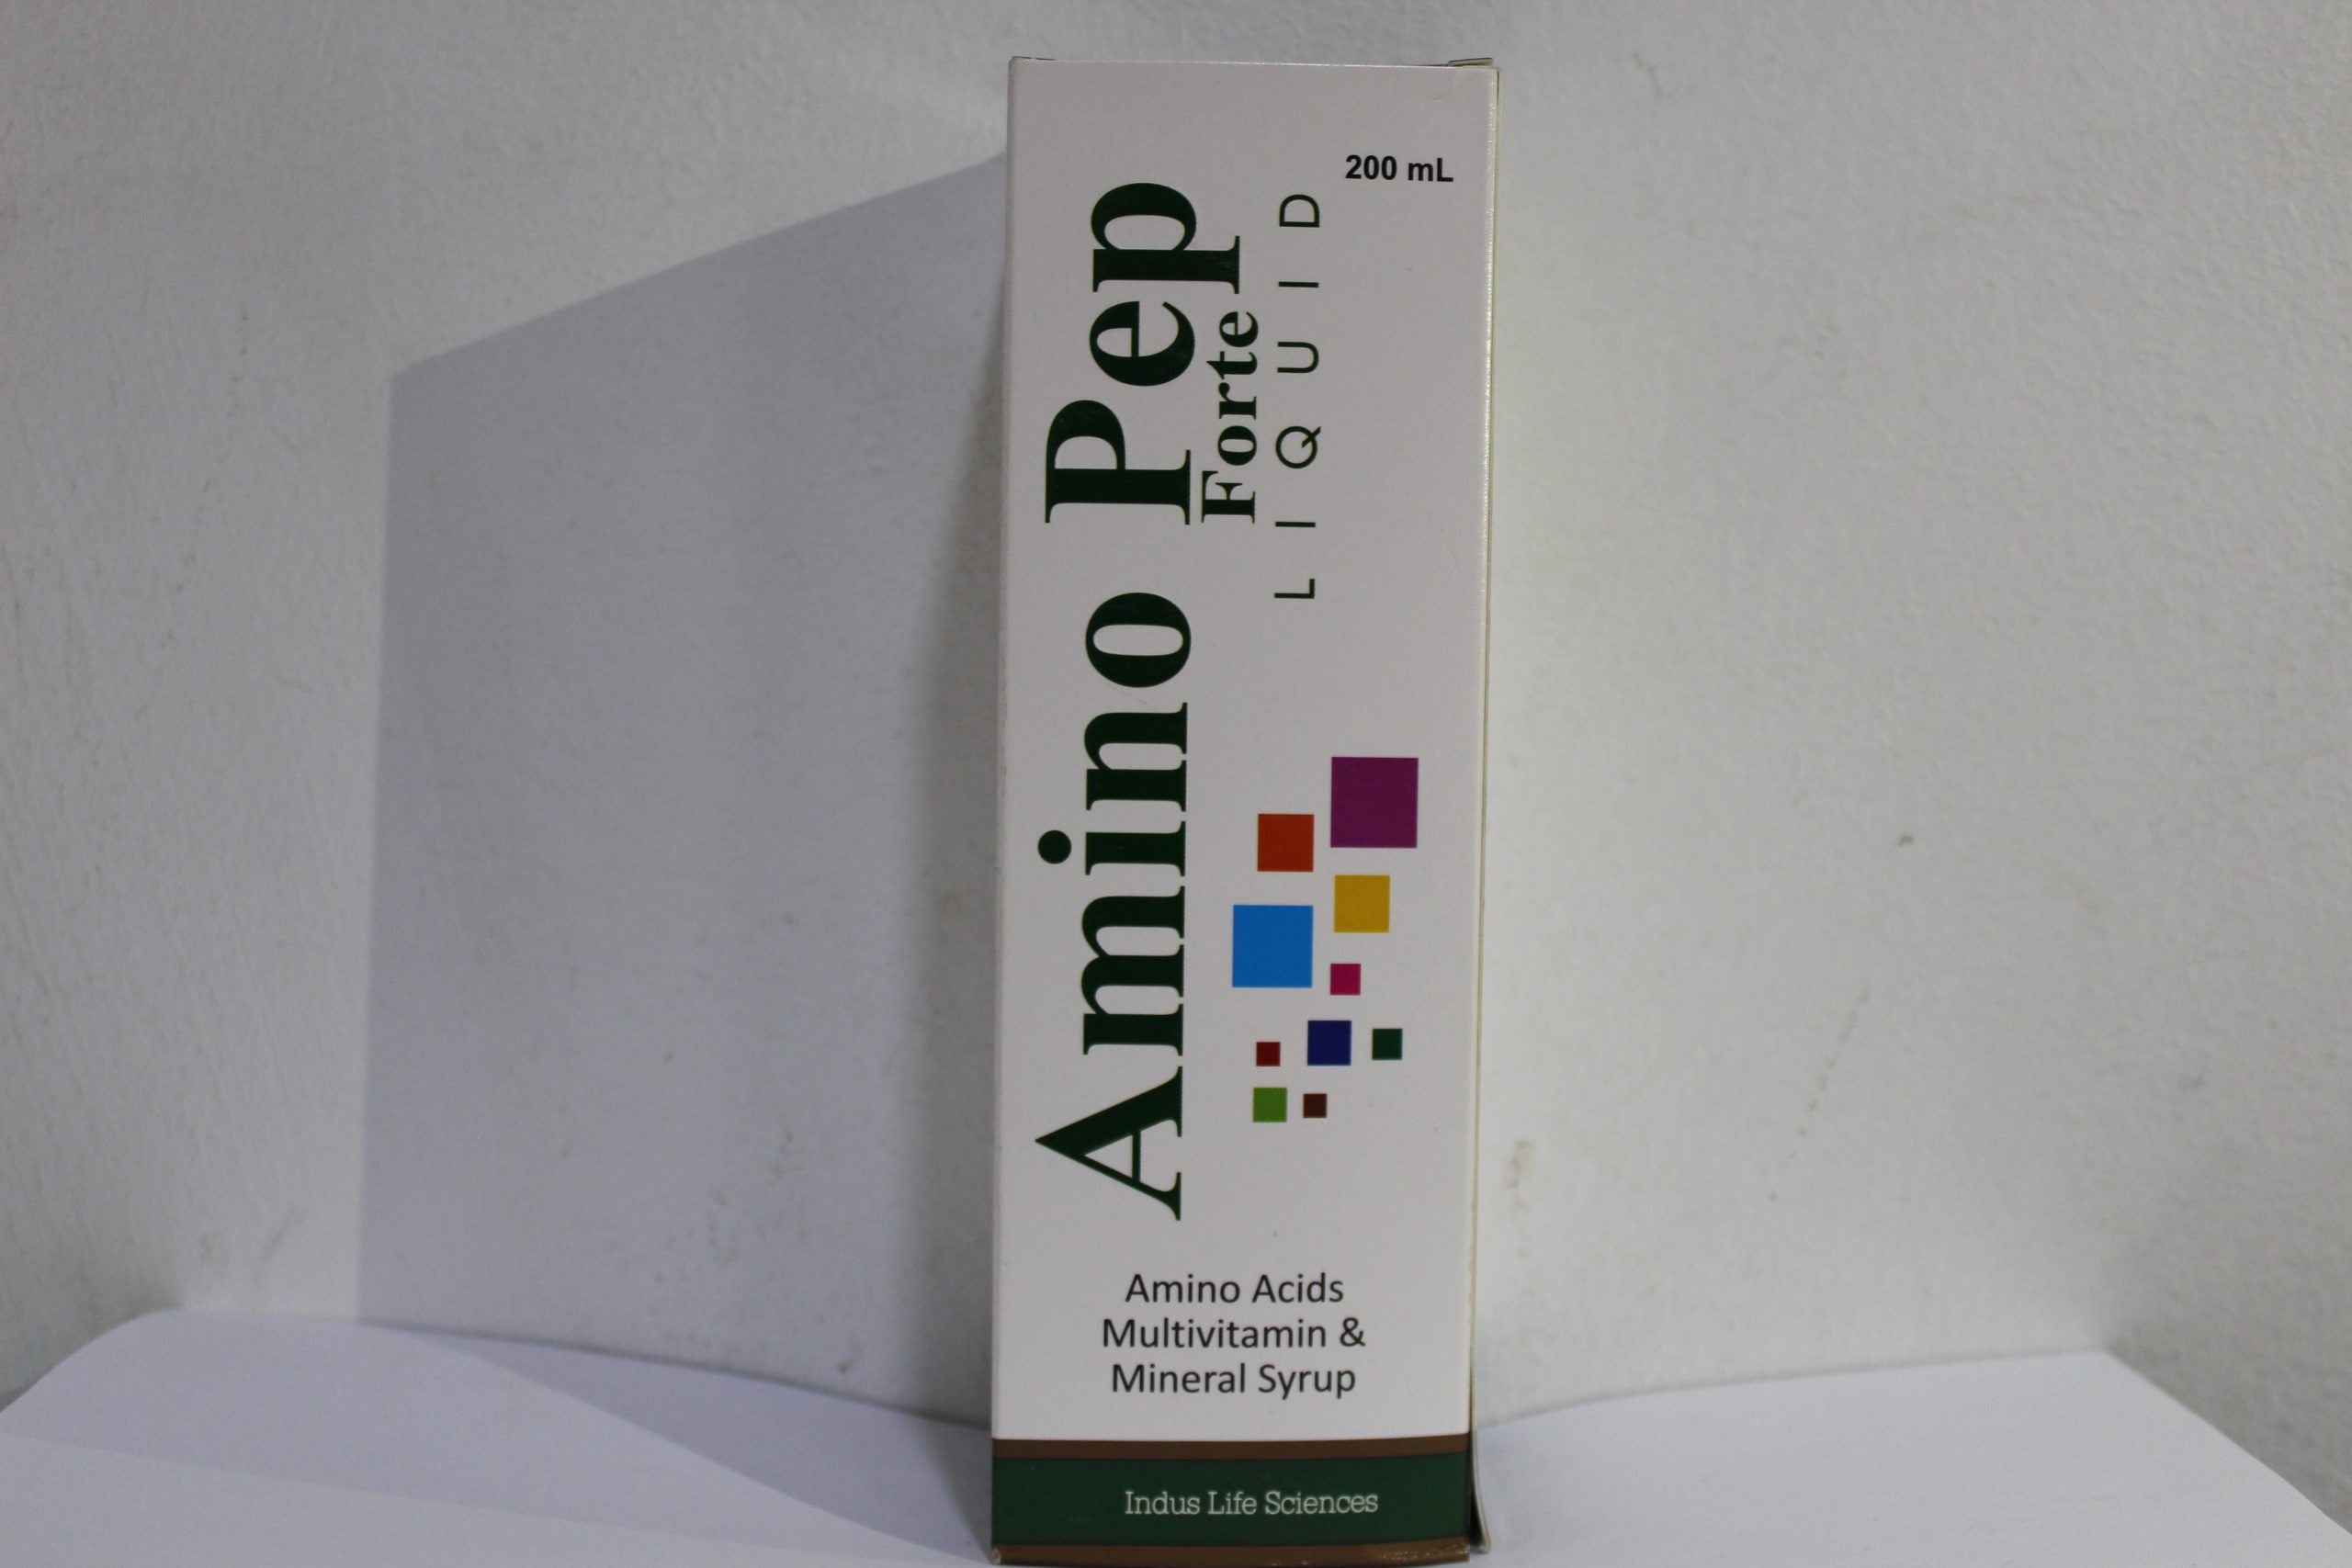 200 mL
Amino Pep
Forte
LIQUID
Amino Acids
Multivitamin &
Mineral Syrup
Indus Life Sciences